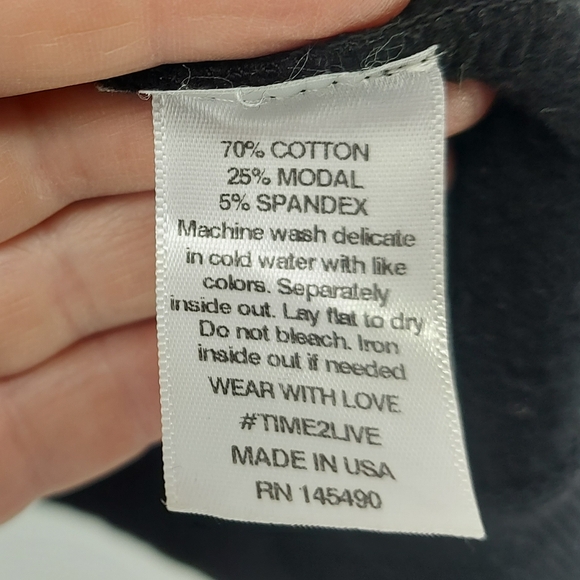 70% COTTON
25% MODAL
5% SPANDEX
Machine wash delicate
in cold water with like
colors. Separately
inside out. Lay flat to dry
Do not bleach. Iron
inside out if needed
WEAR WITH LOVE
#TIME2LIVE
MADE IN USA
RN 145490